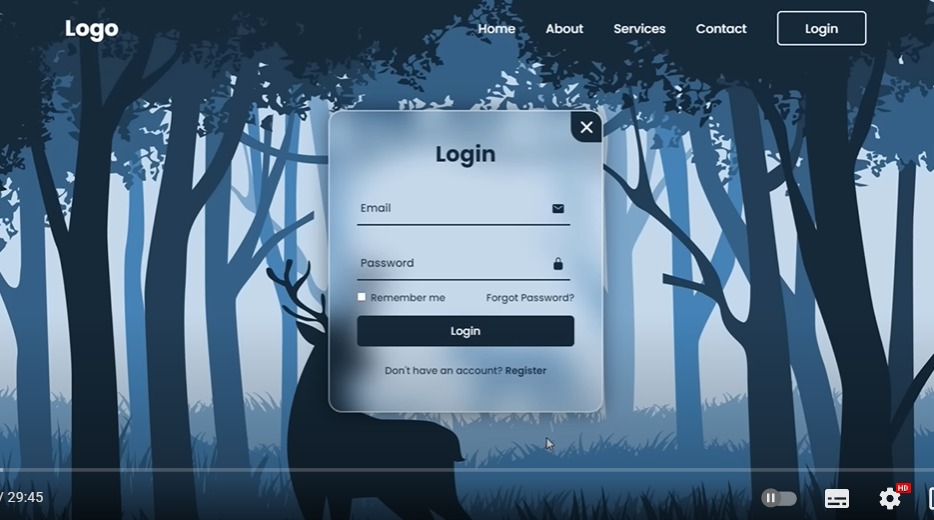 Logo
Home About Services Contact Login
Login
Email
Password
Remember me Forgot Password?
Login
Don't have an account? Register
/ 29:45
HD